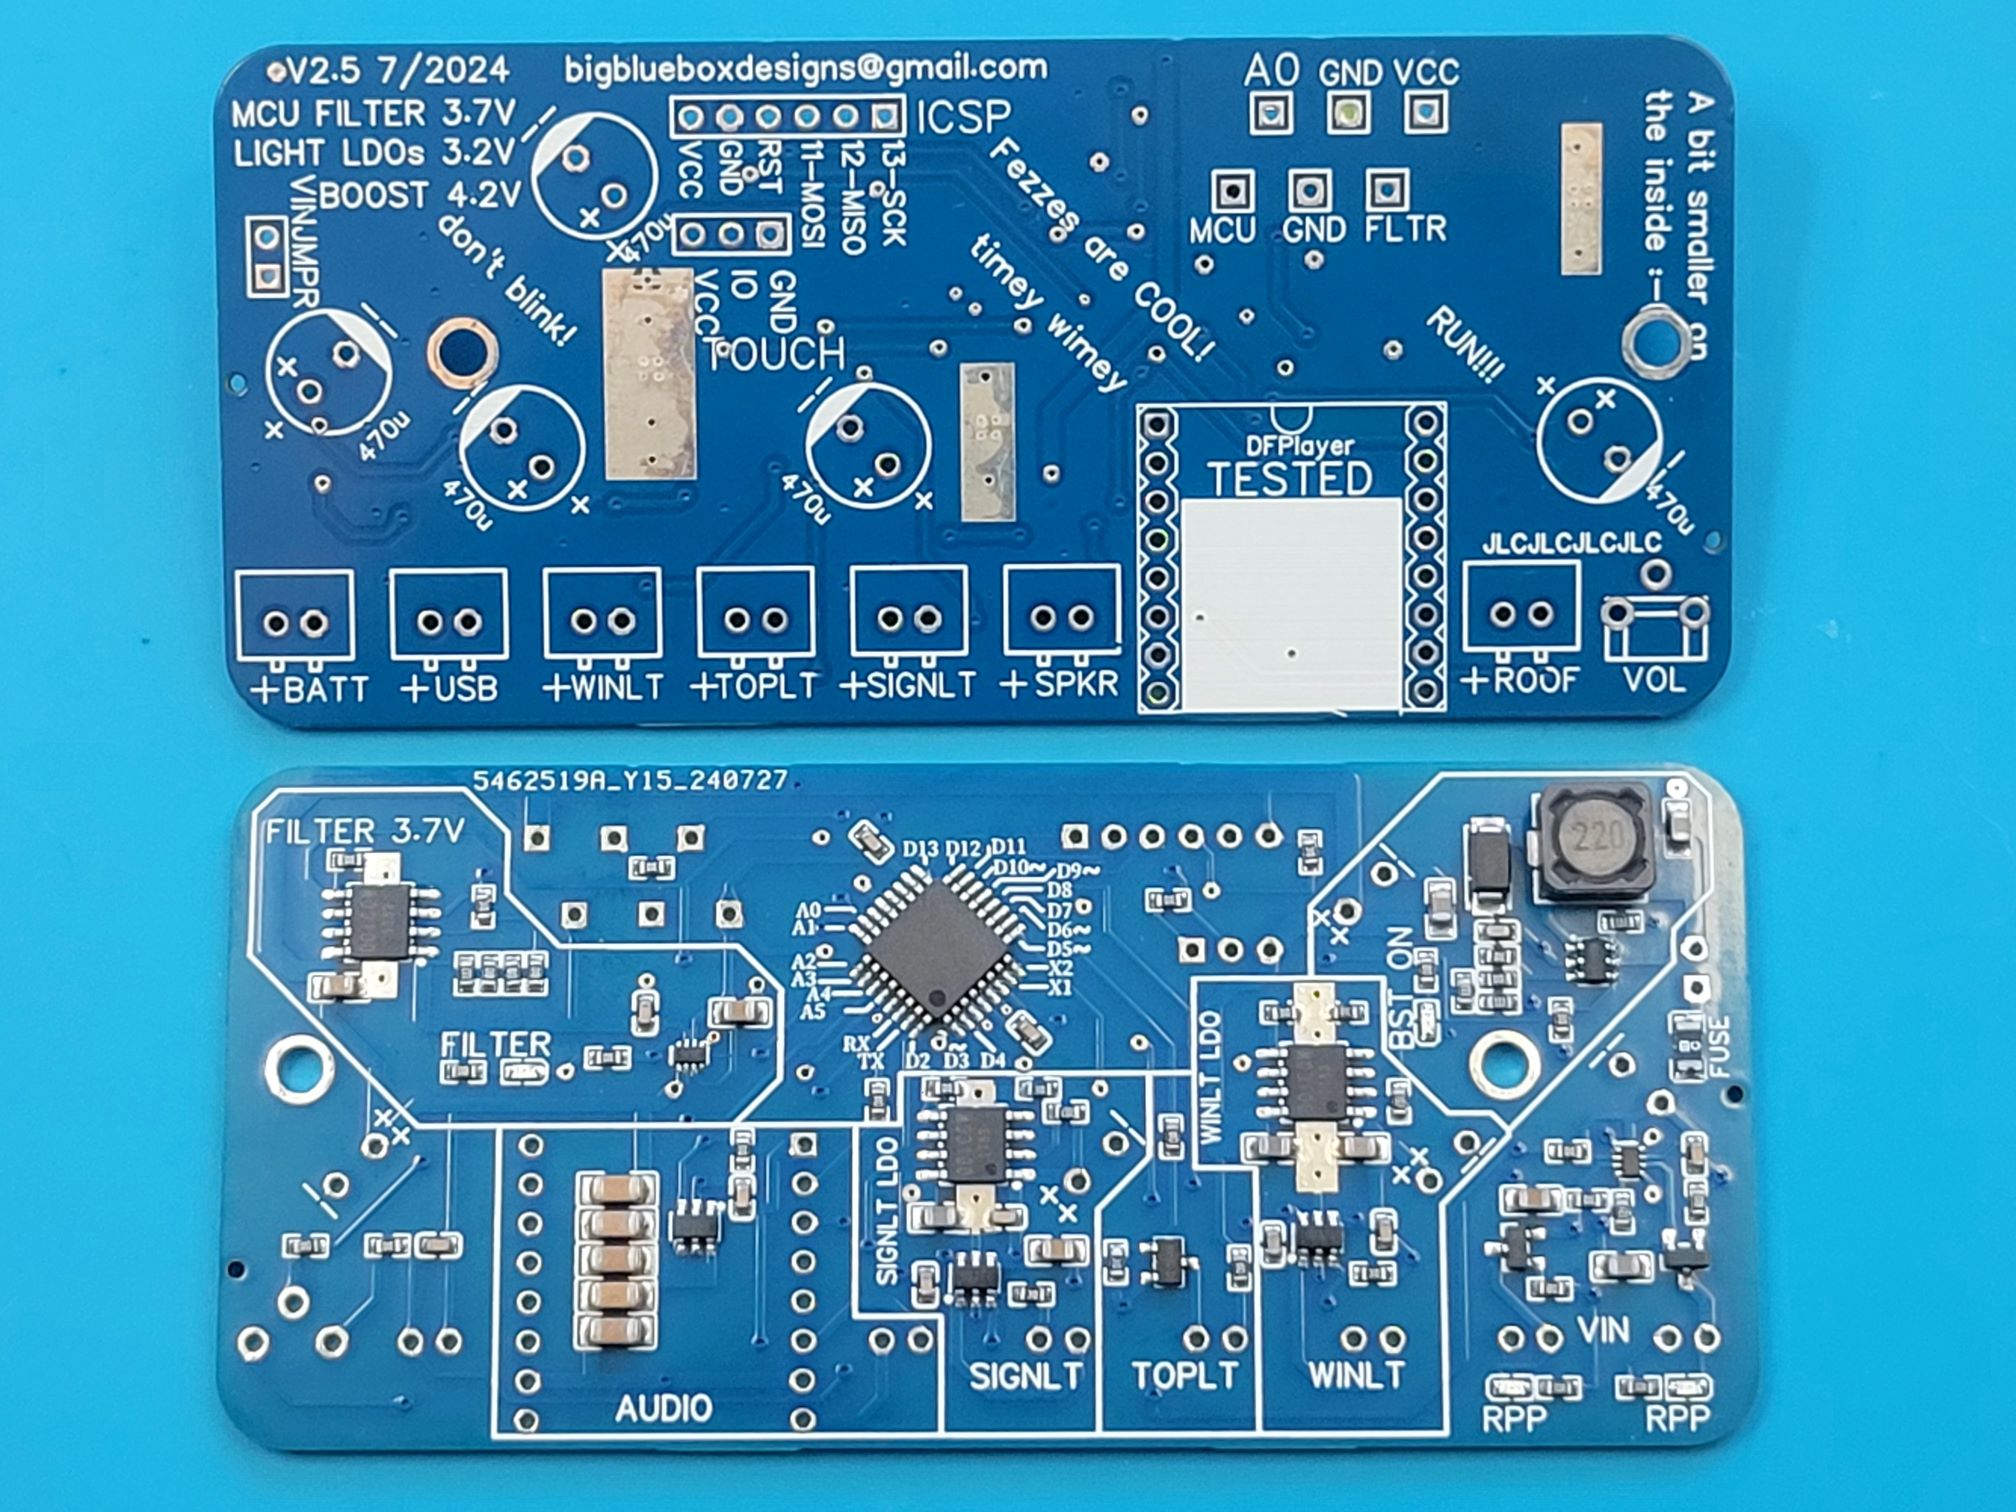 V2.5 7/2024
bigblueboxdesigns@gmail.com
MCU FILTER 3.7V
LIGHT LDOs 3.2V
BOOST 4.2V
VINJMPR
don't blink!
470u
470u
470u
470u
470u
ICSP
VCC
GND
RST
11-MOSI
12-MISO
13-SCK
VCC
IO
GND
TOUCH
Fezzes are COOL!
timey wimey
A0 GND VCC
MCU GND FLTR
A bit smaller on
the inside :-
RUN!!!
DFPlayer
TESTED
JLCJLCJLCJLC
+BATT
+USB
+WINLT
+TOPLT
+SIGNLT
+SPKR
+ROOF
VOL
5462519A_Y15_240727
FILTER 3.7V
FILTER
D13 D12 D11
D10~ D9~
D8
D7
D6~
D5~
X2
X1
A0
A1
A2
A3
A4
A5
RX
TX
D2
D3
~
D4
220
BST ON
FUSE
WINLT LDO
SIGNLT LDO
AUDIO
SIGNLT
TOPLT
WINLT
VIN
RPP
RPP